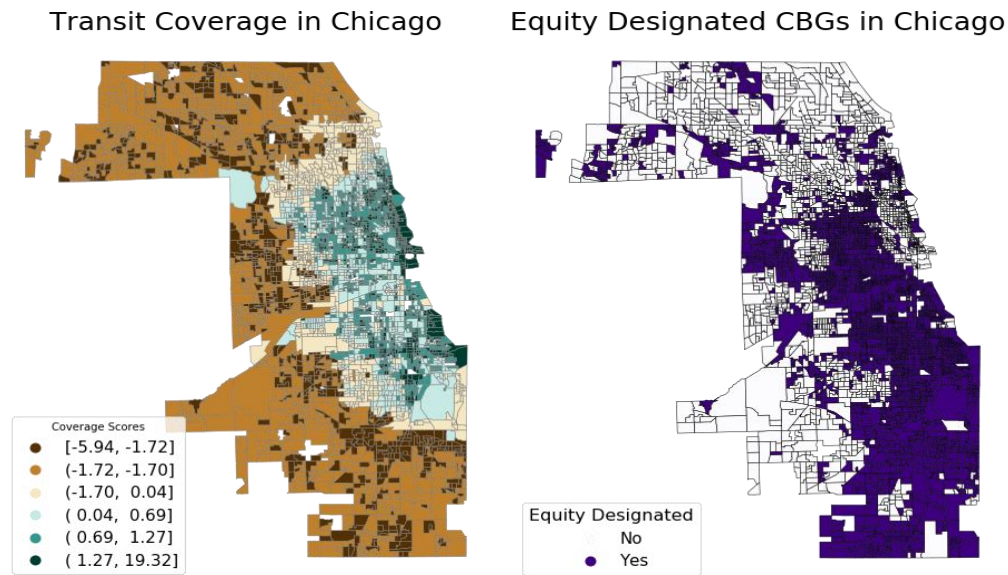 Transit Coverage in Chicago
Equity Designated CBGs in Chicago
Coverage Scores
[-5.94, -1.72]
(-1.72, -1.70]
(-1.70, 0.04]
( 0.04, 0.69]
( 0.69, 1.27]
( 1.27, 19.32]
Equity Designated
No
Yes